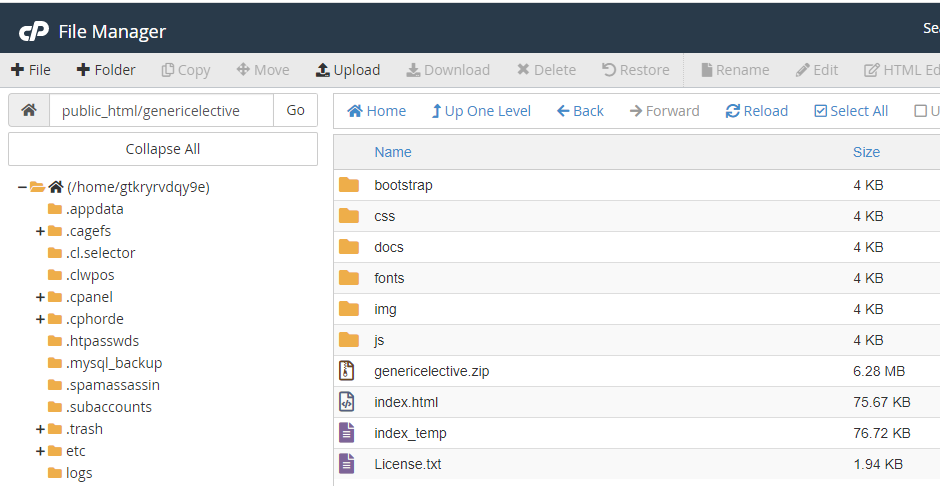 cP File Manager Sea
File Folder Copy Move Upload Download Delete Restore Rename Edit HTML Ed
public_html/genericelective Go
Home Up One Level Back Forward Reload Select All U
Collapse All
(/home/gtkryrvdqy9e)
.appdata
.cagefs
.cl.selector
.clwpos
.cpanel
.cphorde
.htpasswds
.mysql_backup
.spamassassin
.subaccounts
.trash
etc
logs
Name Size
bootstrap 4 KB
css 4 KB
docs 4 KB
fonts 4 KB
img 4 KB
js 4 KB
genericelective.zip 6.28 MB
index.html 75.67 KB
index_temp 76.72 KB
License.txt 1.94 KB